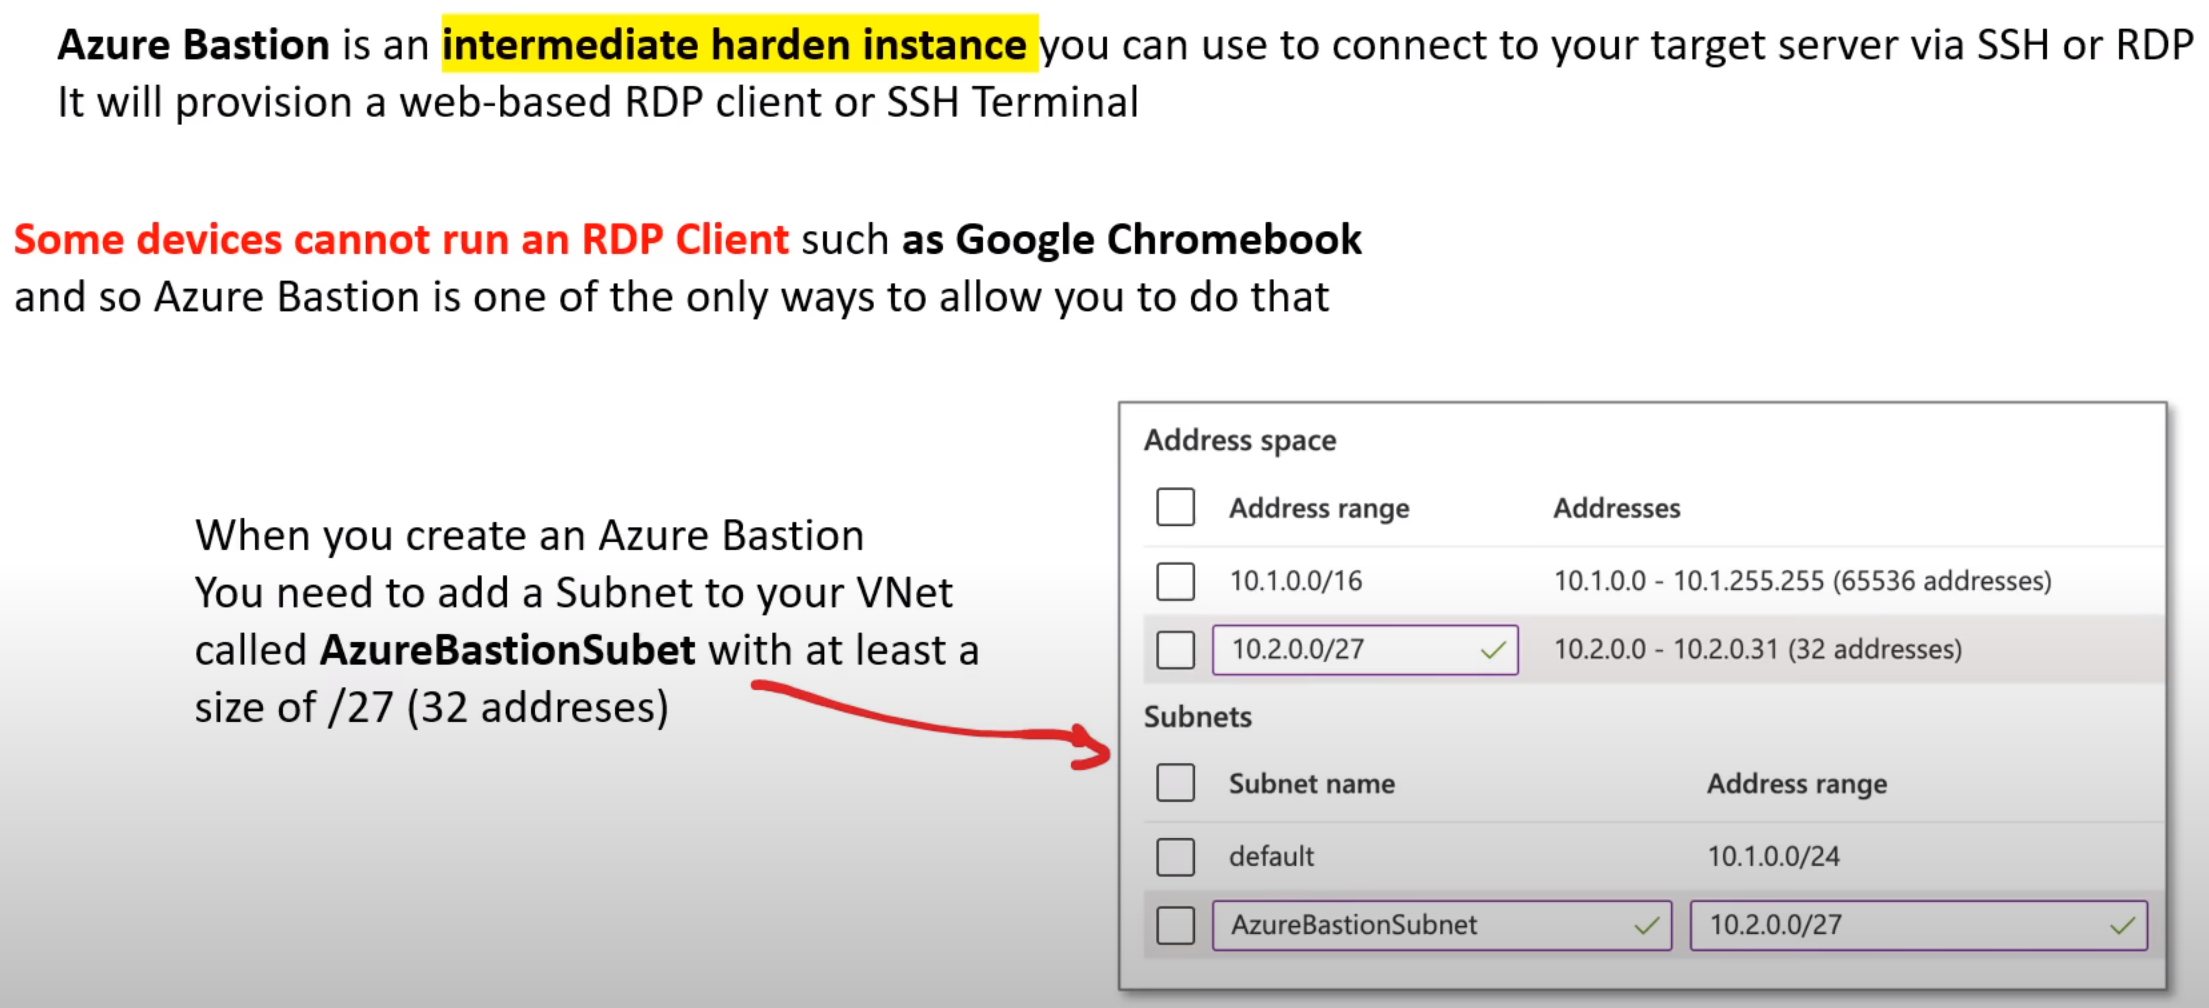 Azure Bastion is an intermediate harden instance you can use to connect to your target server via SSH or RDP
It will provision a web-based RDP client or SSH Terminal
Some devices cannot run an RDP Client such as Google Chromebook
and so Azure Bastion is one of the only ways to allow you to do that
When you create an Azure Bastion
You need to add a Subnet to your VNet
called AzureBastionSubet with at least a
size of /27 (32 addreses)
Address space
Address range Addresses
10.1.0.0/16 10.1.0.0 - 10.1.255.255 (65536 addresses)
10.2.0.0/27 10.2.0.0 - 10.2.0.31 (32 addresses)
Subnets
Subnet name Address range
default 10.1.0.0/24
AzureBastionSubnet 10.2.0.0/27